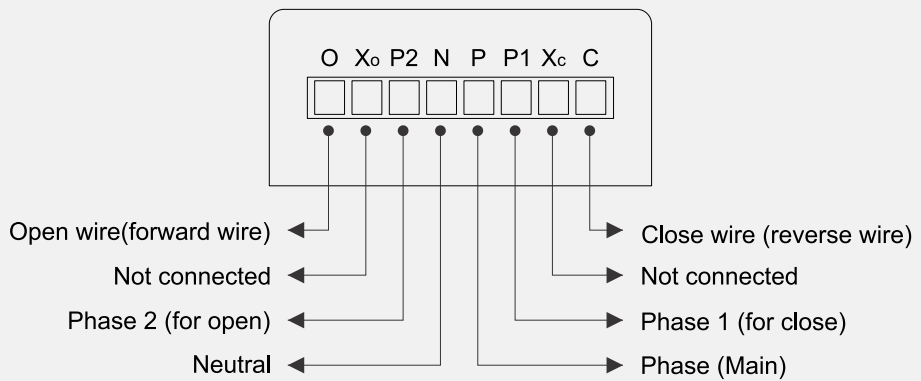 O Xo P2 N P P1 Xc C
Open wire(forward wire)
Close wire (reverse wire)
Not connected
Not connected
Phase 2 (for open)
Phase 1 (for close)
Neutral
Phase (Main)